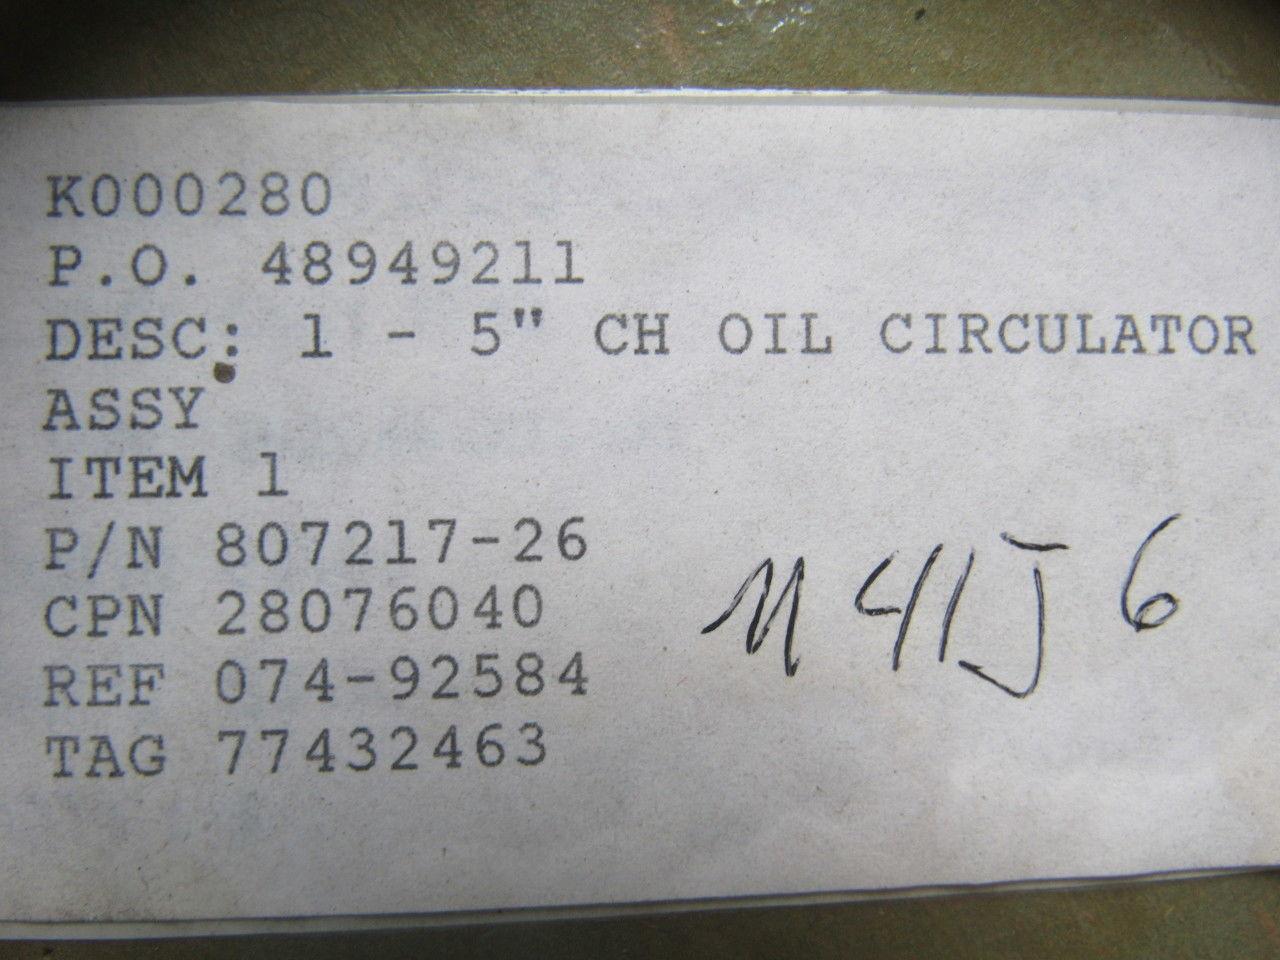 K000280
P.O. 48949211
DESC: 1 - 5" CH OIL CIRCULATOR
ASSY
ITEM 1
P/N 807217-26
CPN 28076040
REF 074-92584
TAG 77432463
M41J6